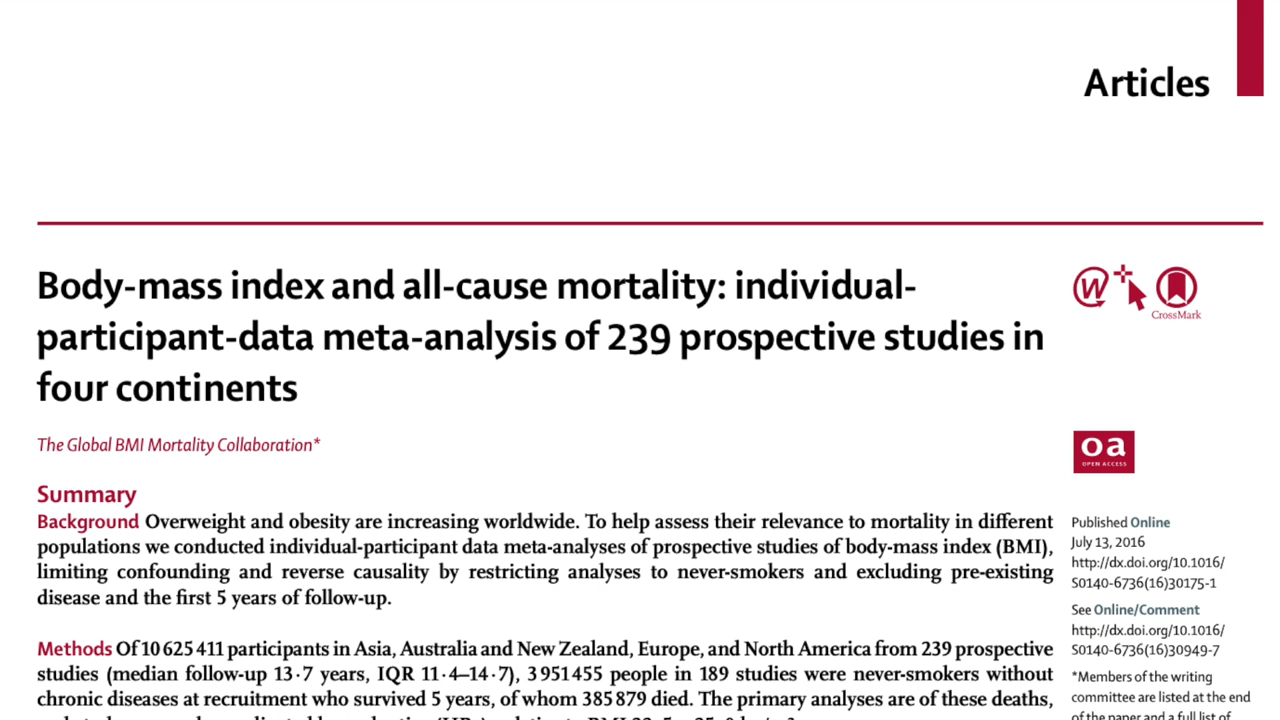 Articles
Body-mass index and all-cause mortality: individual-
participant-data meta-analysis of 239 prospective studies in
four continents
The Global BMI Mortality Collaboration*
Summary
Background Overweight and obesity are increasing worldwide. To help assess their relevance to mortality in different
populations we conducted individual-participant data meta-analyses of prospective studies of body-mass index (BMI),
limiting confounding and reverse causality by restricting analyses to never-smokers and excluding pre-existing
disease and the first 5 years of follow-up.
Methods Of 10 625 411 participants in Asia, Australia and New Zealand, Europe, and North America from 239 prospective
studies (median follow-up 13·7 years, IQR 11·4–14·7), 3 951 455 people in 189 studies were never-smokers without
chronic diseases at recruitment who survived 5 years, of whom 385 879 died. The primary analyses are of these deaths,
W
CrossMark
oa
OPEN ACCESS
Published Online
July 13, 2016
http://dx.doi.org/10.1016/
S0140-6736(16)30175-1
See Online/Comment
http://dx.doi.org/10.1016/
S0140-6736(16)30949-7
*Members of the writing
committee are listed at the end
of the paper and a full list of